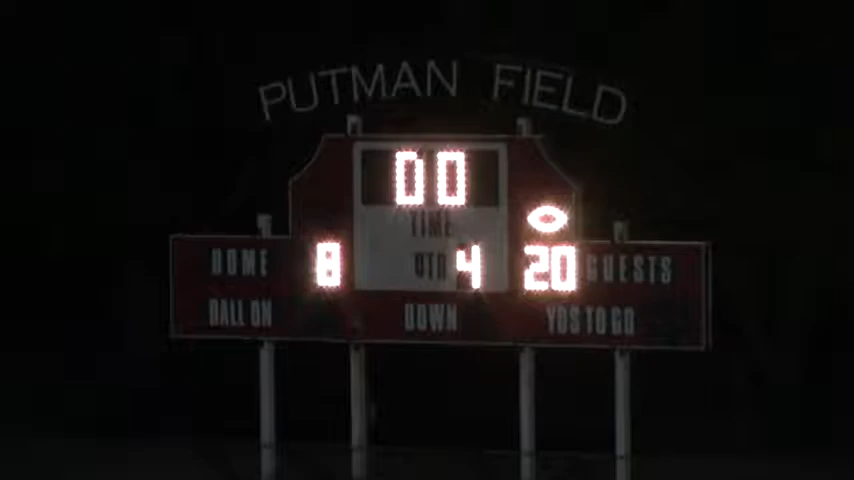 PUTMAN FIELD
00
TIME
HOME 8 QTR 4 20 GUESTS
BALL ON DOWN YDS TO GO